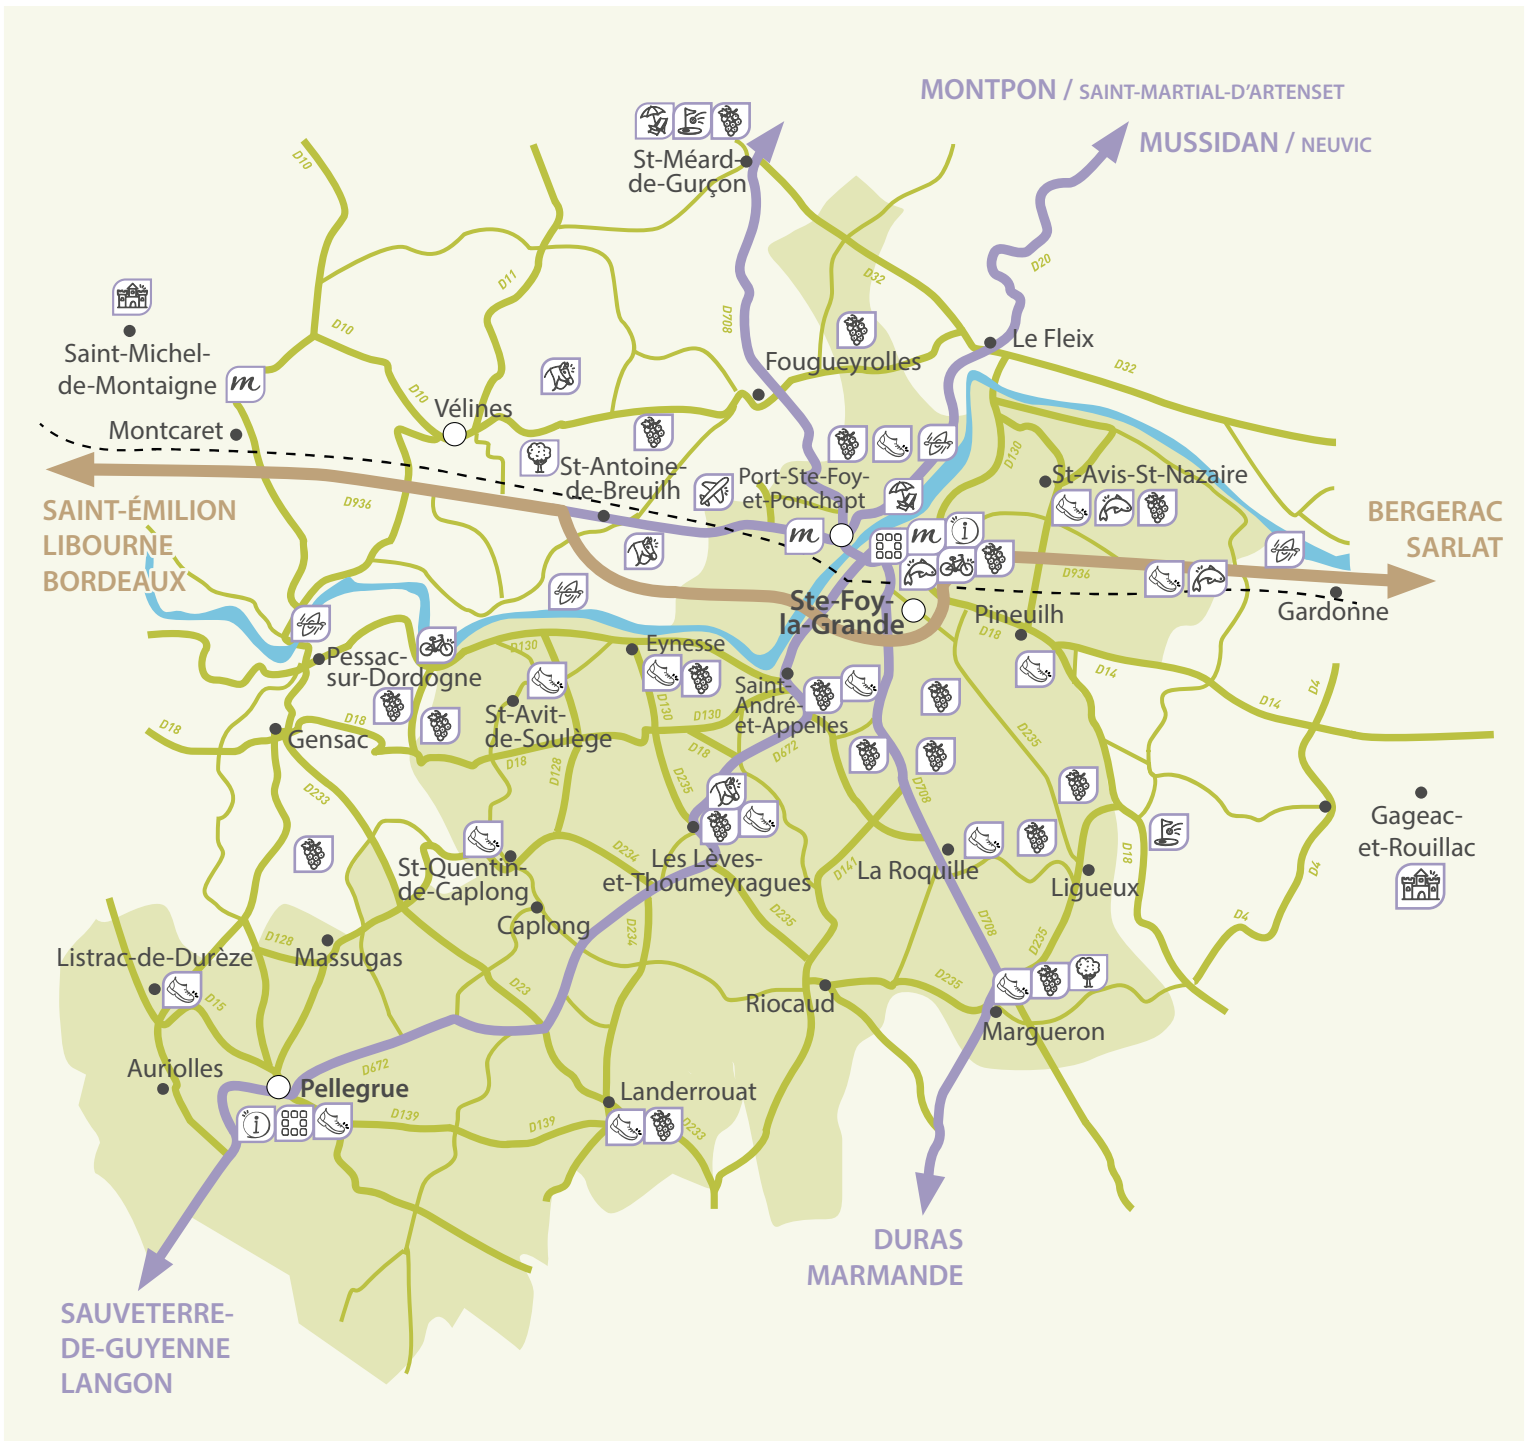 MONTPON / SAINT-MARTIAL-D'ARTENSET
MUSSIDAN / NEUVIC
St-Méard-
de-Gurçon
D10
D11
D20
D32
D708
D10
Le Fleix
Saint-Michel-
de-Montaigne
m
Fougueyrolles
D32
D10
Vélines
Montcaret
D130
St-Antoine-
de-Breuilh
Port-Ste-Foy-
et-Ponchapt
St-Avis-St-Nazaire
D936
SAINT-ÉMILION
LIBOURNE
BORDEAUX
BERGERAC
SARLAT
m
m
i
D936
Ste-Foy-
la-Grande
Pineuilh
Gardonne
D18
D130
Eynesse
Pessac-
sur-Dordogne
D14
D14
D4
Saint-
André-
et-Appelles
St-Avit-
de-Soulège
D130
D130
D18
D18
Gensac
D235
D672
D18
D18
D128
D235
D708
D233
Gageac-
et-Rouillac
D234
D141
D18
D4
St-Quentin-
de-Caplong
Les Lèves-
et-Thoumeyragues
La Roquille
Ligueux
Caplong
D235
D708
D4
D234
D235
D128
Listrac-de-Durèze
Massugas
D23
D15
Riocaud
D235
Margueron
Auriolles
D672
Pellegrue
Landerrouat
i
D139
D139
D233
DURAS
MARMANDE
SAUVETERRE-
DE-GUYENNE
LANGON